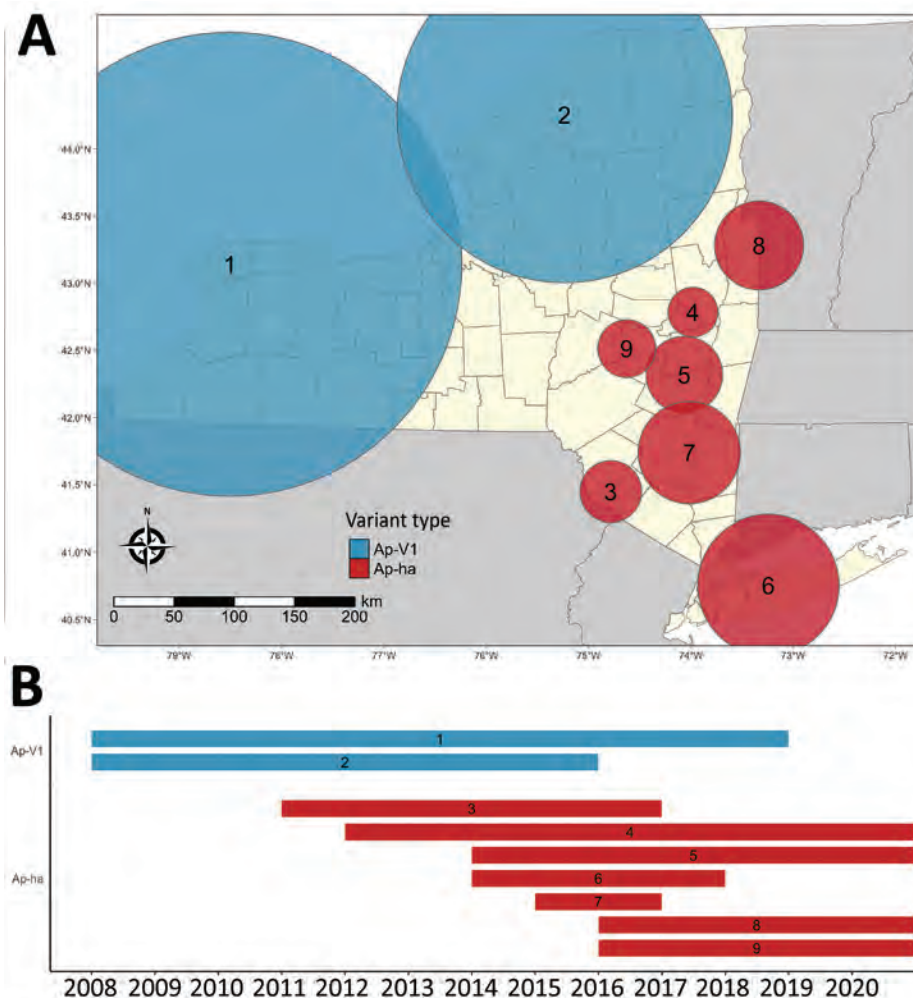 A
2
44.0°N
43.5°N
8
1
43.0°N
4
42.5°N
9
5
42.0°N
7
41.5°N
3
N
Variant type
41.0°N
Ap-V1
Ap-ha
6
km
0 50 100 150 200
40.5°N
79°W 78°W 77°W 76°W 75°W 74°W 73°W 72°W
B
Ap-V1
1
2
3
4
5
Ap-ha
6
7
8
9
2008 2009 2010 2011 2012 2013 2014 2015 2016 2017 2018 2019 2020